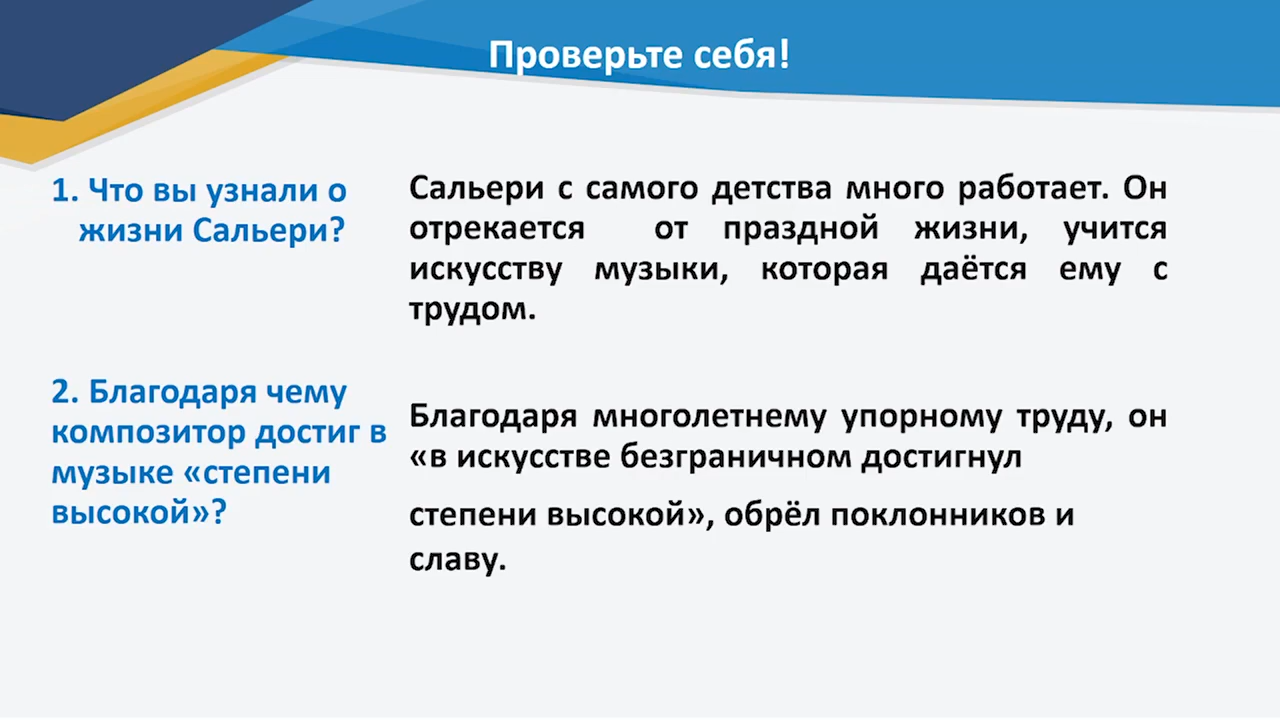 Проверьте себя!
1. Что вы узнали о
жизни Сальери?
Сальери с самого детства много работает. Он
отрекается от праздной жизни, учится
искусству музыки, которая даётся ему с
трудом.
2. Благодаря чему
композитор достиг в
музыке «степени
высокой»?
Благодаря многолетнему упорному труду, он
«в искусстве безграничном достигнул
степени высокой», обрёл поклонников и
славу.